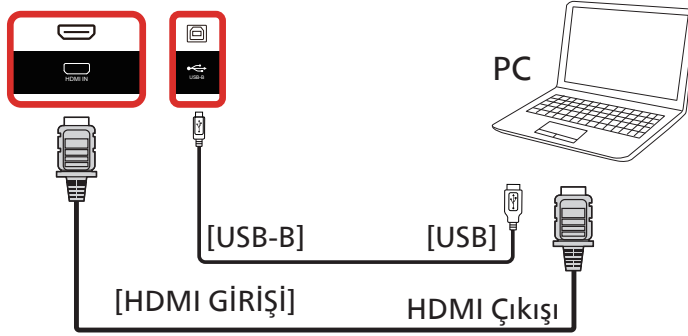 HDMI IN
USB-B
PC
[USB-B]
[USB]
[HDMI GİRİŞİ]
HDMI Çıkışı